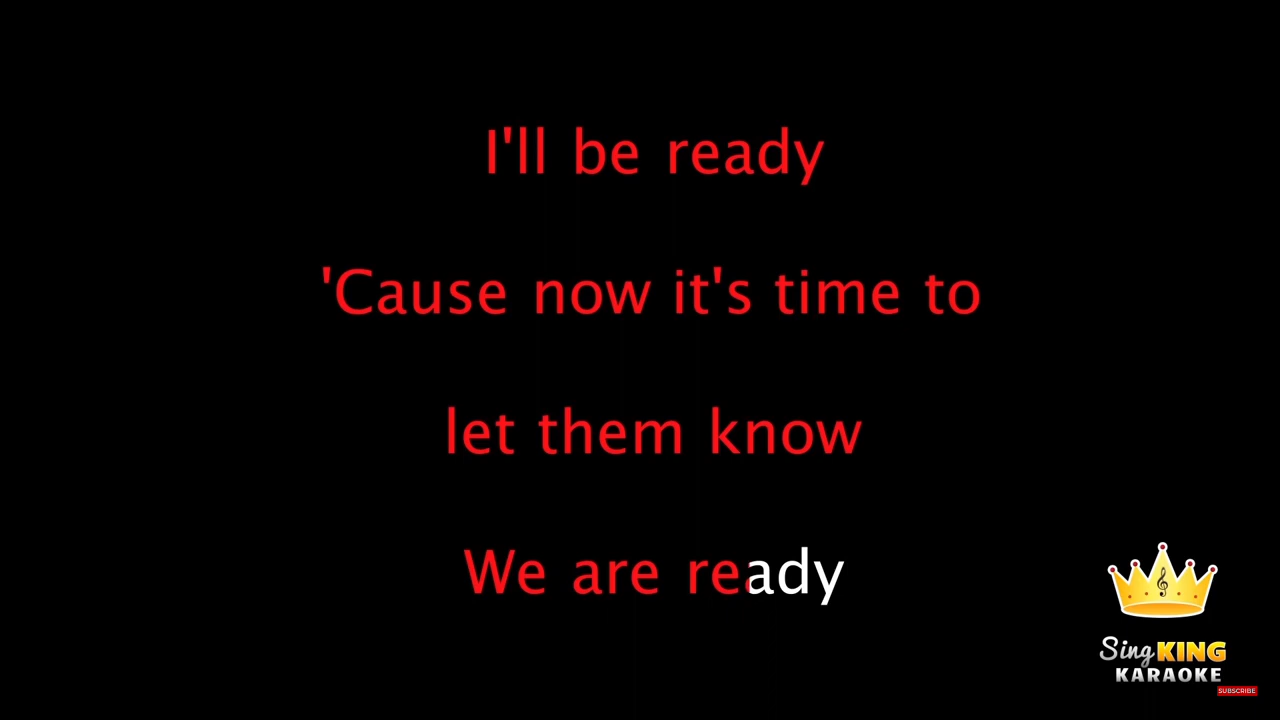 I'll be ready
'Cause now it's time to
let them know
We are ready
Sing KING
KARAOKE
SUBSCRIBE